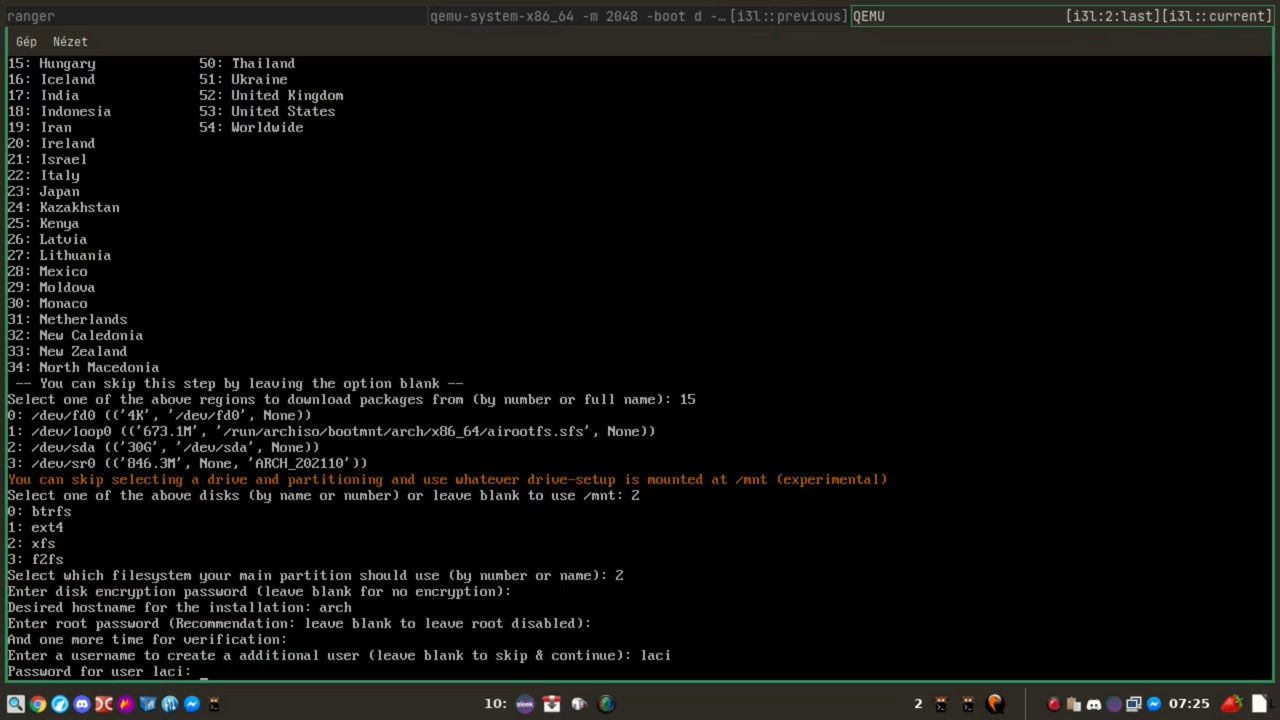 ranger
qemu-system-x86_64 -m 2048 -boot d -… [i3l::previous]
QEMU [i3l:2:last][i3l::current]
Gép Nézet
15: Hungary 50: Thailand
16: Iceland 51: Ukraine
17: India 52: United Kingdom
18: Indonesia 53: United States
19: Iran 54: Worldwide
20: Ireland
21: Israel
22: Italy
23: Japan
24: Kazakhstan
25: Kenya
26: Latvia
27: Lithuania
28: Mexico
29: Moldova
30: Monaco
31: Netherlands
32: New Caledonia
33: New Zealand
34: North Macedonia
-- You can skip this step by leaving the option blank --
Select one of the above regions to download packages from (by number or full name): 15
0: /dev/fd0 (('4K', '/dev/fd0', None))
1: /dev/loop0 (('673.1M', '/run/archiso/bootmnt/arch/x86_64/airootfs.sfs', None))
2: /dev/sda (('30G', '/dev/sda', None))
3: /dev/sr0 (('846.3M', None, 'ARCH_202110'))
You can skip selecting a drive and partitioning and use whatever drive-setup is mounted at /mnt (experimental)
Select one of the above disks (by name or number) or leave blank to use /mnt: 2
0: btrfs
1: ext4
2: xfs
3: f2fs
Select which filesystem your main partition should use (by number or name): 2
Enter disk encryption password (leave blank for no encryption):
Desired hostname for the installation: arch
Enter root password (Recommendation: leave blank to leave root disabled):
And one more time for verification:
Enter a username to create a additional user (leave blank to skip & continue): laci
Password for user laci: _
10: sleek 2 07:25